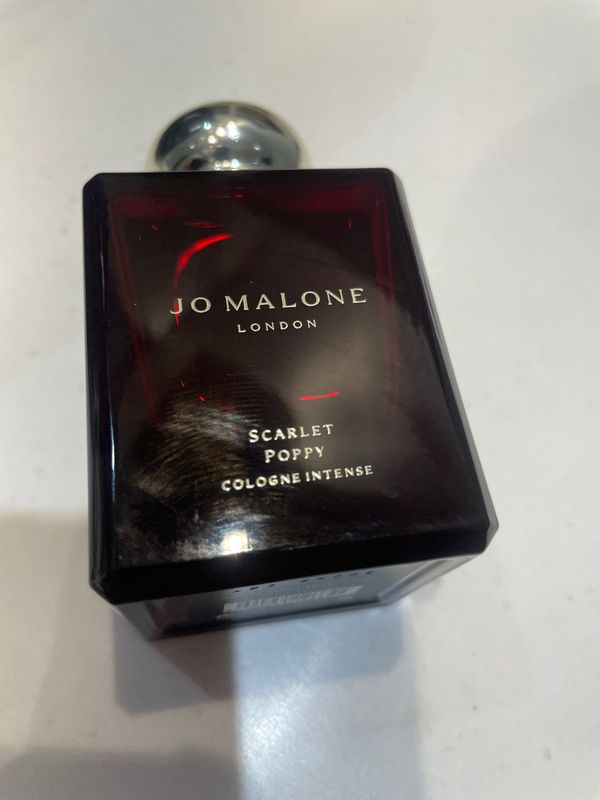 JO MALONE
LONDON
SCARLET
POPPY
COLOGNE INTENSE